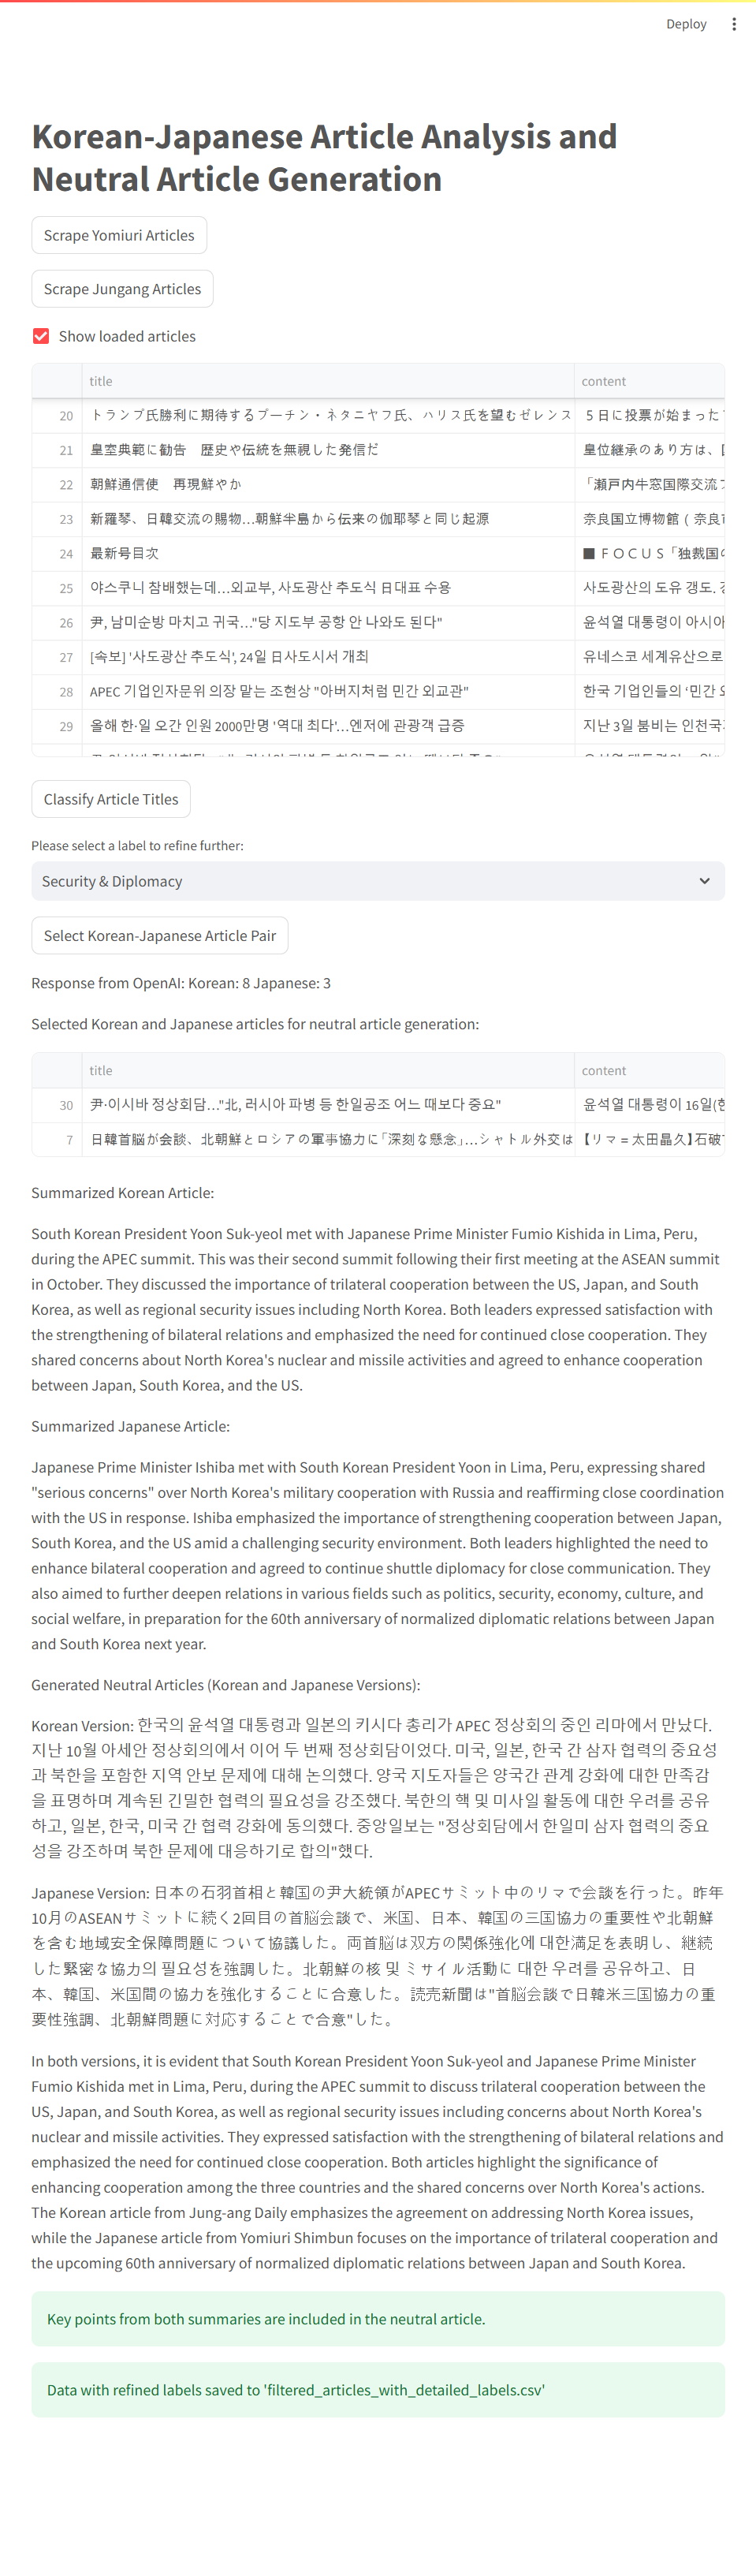 Deploy
Korean-Japanese Article Analysis and
Neutral Article Generation
Scrape Yomiuri Articles
Scrape Jungang Articles
Show loaded articles
title content
20 トランプ氏勝利に期待するプーチン・ネタニヤフ氏、ハリス氏を望むゼレンス 5日に投票が始まった
21 皇室典範に勧告 歴史や伝統を無視した発信だ 皇位継承のあり方は、
22 朝鮮通信使 再現鮮やか 「瀬戸内牛窓国際交流フ
23 新羅琴、日韓交流の賜物…朝鮮半島から伝来の伽耶琴と同じ起源 奈良国立博物館(奈良
24 最新号目次 ■ FOCUS「独裁国の
25 야스쿠니 참배했는데…외교부, 사도광산 추도식 日대표 수용 사도광산의 도유 갱도.
26 尹, 남미순방 마치고 귀국…"당 지도부 공항 안 나와도 된다" 윤석열 대통령이 아시아
27 [속보] '사도광산 추도식', 24일 日사도시서 개최 유네스코 세계유산으로
28 APEC 기업인자문위 의장 맡는 조현상 "아버지처럼 민간 외교관" 한국 기업인들의 ‘민간 외
29 올해 한·일 오간 인원 2000만명 '역대 최다'…엔저에 관광객 급증 지난 3일 붐비는 인천국
Classify Article Titles
Please select a label to refine further:
Security & Diplomacy
Select Korean-Japanese Article Pair
Response from OpenAI: Korean: 8 Japanese: 3
Selected Korean and Japanese articles for neutral article generation:
title content
30 尹·이시바 정상회담…"北, 러시아 파병 등 한일공조 어느 때보다 중요" 윤석열 대통령이 16일(한
7 日韓首脳が会談、北朝鮮とロシアの軍事協力に「深刻な懸念」…シャトル外交は 【リマ=太田晶久】石破
Summarized Korean Article:
South Korean President Yoon Suk-yeol met with Japanese Prime Minister Fumio Kishida in Lima, Peru,
during the APEC summit. This was their second summit following their first meeting at the ASEAN summit
in October. They discussed the importance of trilateral cooperation between the US, Japan, and South
Korea, as well as regional security issues including North Korea. Both leaders expressed satisfaction with
the strengthening of bilateral relations and emphasized the need for continued close cooperation. They
shared concerns about North Korea's nuclear and missile activities and agreed to enhance cooperation
between Japan, South Korea, and the US.
Summarized Japanese Article:
Japanese Prime Minister Ishiba met with South Korean President Yoon in Lima, Peru, expressing shared
"serious concerns" over North Korea's military cooperation with Russia and reaffirming close coordination
with the US in response. Ishiba emphasized the importance of strengthening cooperation between Japan,
South Korea, and the US amid a challenging security environment. Both leaders highlighted the need to
enhance bilateral cooperation and agreed to continue shuttle diplomacy for close communication. They
also aimed to further deepen relations in various fields such as politics, security, economy, culture, and
social welfare, in preparation for the 60th anniversary of normalized diplomatic relations between Japan
and South Korea next year.
Generated Neutral Articles (Korean and Japanese Versions):
Korean Version: 한국의 윤석열 대통령과 일본의 키시다 총리가 APEC 정상회의 중인 리마에서 만났다.
지난 10월 아세안 정상회의에서 이어 두 번째 정상회담이었다. 미국, 일본, 한국 간 삼자 협력의 중요성
과 북한을 포함한 지역 안보 문제에 대해 논의했다. 양국 지도자들은 양국간 관계 강화에 대한 만족감
을 표명하며 계속된 긴밀한 협력의 필요성을 강조했다. 북한의 핵 및 미사일 활동에 대한 우려를 공유
하고, 일본, 한국, 미국 간 협력 강화에 동의했다. 중앙일보는 "정상회담에서 한일미 삼자 협력의 중요
성을 강조하며 북한 문제에 대응하기로 합의"했다.
Japanese Version: 日本の石羽首相と韓国の尹大統領がAPECサミット中のリマで会談を行った。昨年
10月のASEANサミットに続く2回目の首脳会談で、米国、日本、韓国の三国協力の重要性や北朝鮮
を含む地域安全保障問題について協議した。両首脳は双方の関係強化에 대한満足を表明し、継続
した緊密な協力의 필요성を強調した。北朝鮮の核 및 ミサイル活動に 대한 우려를 공유하고、日
本、韓国、米国間の協力を強化することに合意した。読売新聞は"首脳会談で日韓米三国協力の重
要性強調、北朝鮮問題に対応することで合意"した。
In both versions, it is evident that South Korean President Yoon Suk-yeol and Japanese Prime Minister
Fumio Kishida met in Lima, Peru, during the APEC summit to discuss trilateral cooperation between the
US, Japan, and South Korea, as well as regional security issues including concerns about North Korea's
nuclear and missile activities. They expressed satisfaction with the strengthening of bilateral relations and
emphasized the need for continued close cooperation. Both articles highlight the significance of
enhancing cooperation among the three countries and the shared concerns over North Korea's actions.
The Korean article from Jung-ang Daily emphasizes the agreement on addressing North Korea issues,
while the Japanese article from Yomiuri Shimbun focuses on the importance of trilateral cooperation and
the upcoming 60th anniversary of normalized diplomatic relations between Japan and South Korea.
Key points from both summaries are included in the neutral article.
Data with refined labels saved to 'filtered_articles_with_detailed_labels.csv'